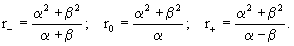 r₋ = (α² + β²)/(α + β) ; r₀ = (α² + β²)/α ; r₊ = (α² + β²)/(α − β) .